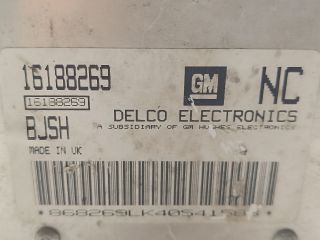 16188269 GM NC
16188269
DELCO ELECTRONICS
BJSH A SUBSIDIARY OF GM HUGHES ELECTRONICS
MADE IN UK